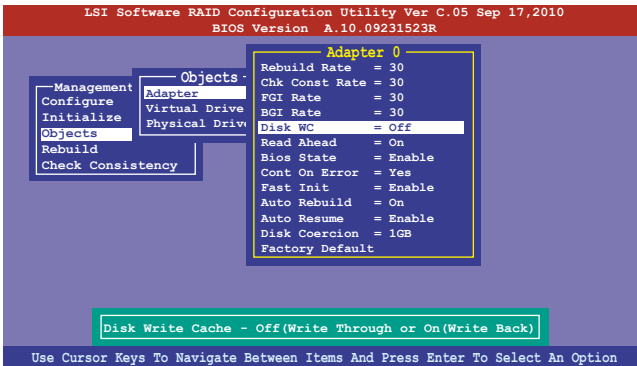 LSI Software RAID Configuration Utility Ver C.05 Sep 17,2010
BIOS Version A.10.09231523R
Management
Configure
Initialize
Objects
Rebuild
Check Consistency
Objects
Adapter
Virtual Drive
Physical Drive
Adapter 0
Rebuild Rate = 30
Chk Const Rate = 30
FGI Rate = 30
BGI Rate = 30
Disk WC = Off
Read Ahead = On
Bios State = Enable
Cont On Error = Yes
Fast Init = Enable
Auto Rebuild = On
Auto Resume = Enable
Disk Coercion = 1GB
Factory Default
Disk Write Cache - Off(Write Through or On(Write Back)
Use Cursor Keys To Navigate Between Items And Press Enter To Select An Option